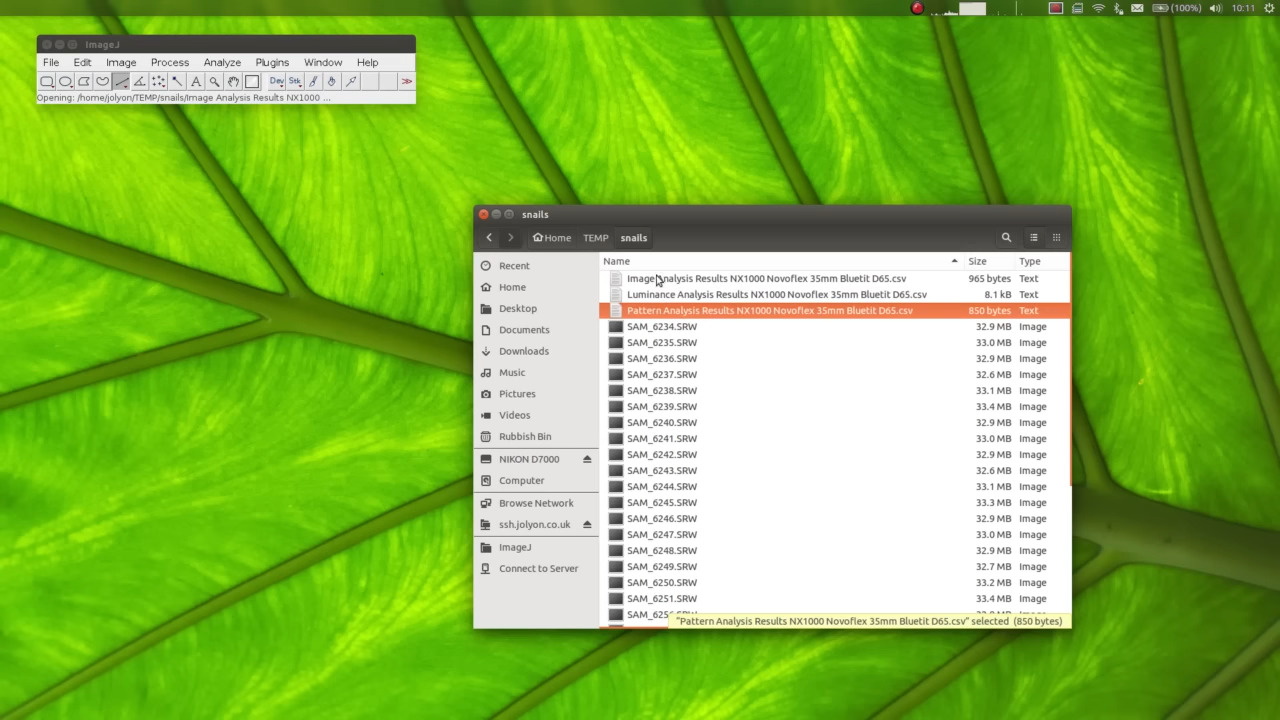 (100%) 10:11
ImageJ
File Edit Image Process Analyze Plugins Window Help
A Dev Stk
Opening: /home/jolyon/TEMP/snails/Image Analysis Results NX1000 ...
snails
Home TEMP snails
Name Size Type
Recent
Home
Desktop
Documents
Downloads
Music
Pictures
Videos
Rubbish Bin
NIKON D7000
Computer
Browse Network
ssh.jolyon.co.uk
ImageJ
Connect to Server
Image Analysis Results NX1000 Novoflex 35mm Bluetit D65.csv 965 bytes Text
Luminance Analysis Results NX1000 Novoflex 35mm Bluetit D65.csv 8.1 kB Text
Pattern Analysis Results NX1000 Novoflex 35mm Bluetit D65.csv 850 bytes Text
SAM_6234.SRW 32.9 MB Image
SAM_6235.SRW 33.0 MB Image
SAM_6236.SRW 32.9 MB Image
SAM_6237.SRW 32.6 MB Image
SAM_6238.SRW 33.1 MB Image
SAM_6239.SRW 33.4 MB Image
SAM_6240.SRW 32.9 MB Image
SAM_6241.SRW 33.0 MB Image
SAM_6242.SRW 32.9 MB Image
SAM_6243.SRW 32.6 MB Image
SAM_6244.SRW 33.1 MB Image
SAM_6245.SRW 33.3 MB Image
SAM_6246.SRW 32.9 MB Image
SAM_6247.SRW 33.0 MB Image
SAM_6248.SRW 32.9 MB Image
SAM_6249.SRW 32.7 MB Image
SAM_6250.SRW 33.2 MB Image
SAM_6251.SRW 33.4 MB Image
"Pattern Analysis Results NX1000 Novoflex 35mm Bluetit D65.csv" selected (850 bytes)